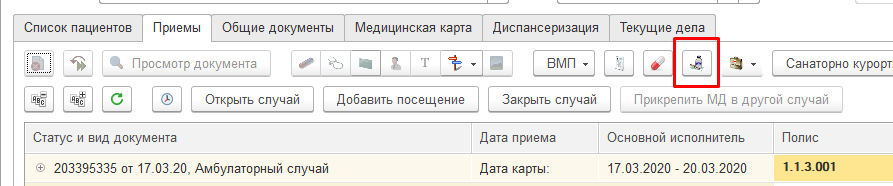 Список пациентов Приемы Общие документы Медицинская карта Диспансеризация Текущие дела
Просмотр документа T ВМП Санаторно курорт
Открыть случай Добавить посещение Закрыть случай Прикрепить МД в другой случай
Статус и вид документа Дата приема Основной исполнитель Полис
203395335 от 17.03.20, Амбулаторный случай Дата карты: 17.03.2020 - 20.03.2020 1.1.3.001